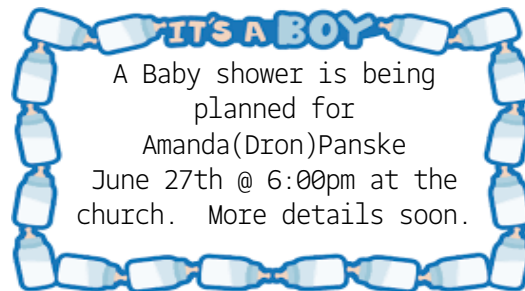 IT'S A BOY
A Baby shower is being
planned for
Amanda(Dron)Panske
June 27th @ 6:00pm at the
church.  More details soon.